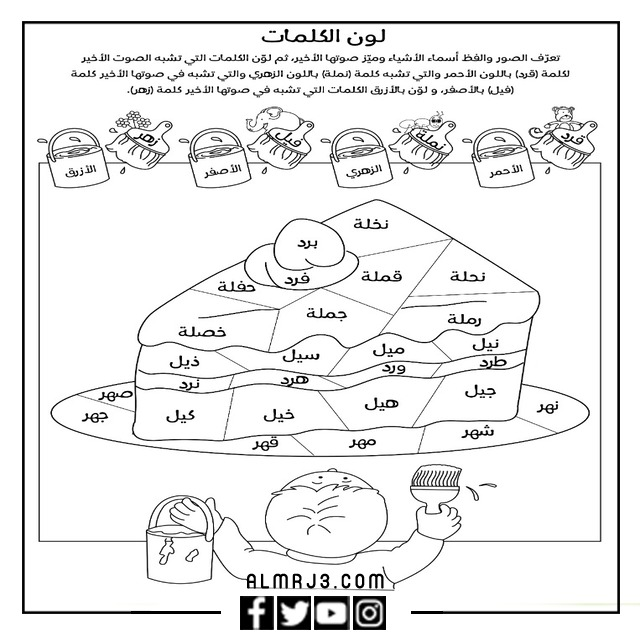 لون الكلمات
تعرّف الصور والفظ أسماء الأشياء وميّز صوتها الأخير، ثم لوّن الكلمات التي تشبه الصوت الأخير
لكلمة (قرد) باللون الأحمر والتي تشبه كلمة (نملة) باللون الزهري والتي تشبه في صوتها الأخير كلمة
(فيل) بالأصفر، و لوّن بالأزرق الكلمات التي تشبه في صوتها الأخير كلمة (زهر).
قرد
نملة
فيل
زهر
الأحمر
الزهري
الأصفر
الأزرق
نخلة
برد
نحلة
قملة
فرد
حفلة
رملة
جملة
خصلة
نيل
ميل
سيل
ذيل
طرد
ورد
هرد
نرد
جيل
هيل
خيل
كيل
صهر
جهر
نهر
شهر
مهر
قهر
ALMRJ3.COM